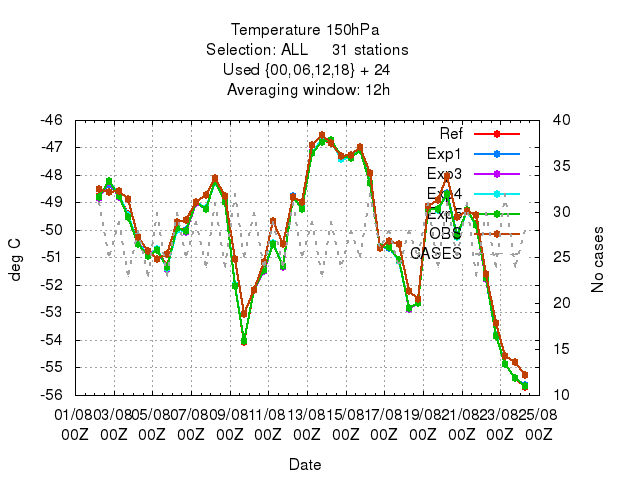 Temperature 150hPa
Selection: ALL 31 stations
Used {00,06,12,18} + 24
Averaging window: 12h
-46 40
Ref
-47
Exp1
35
-48 Exp3
Exp4
-49
30
OBS
-50
CASES
25
-51
-52
20
-53
-54
15
-55
-56 10
01/08 03/08 05/08 07/08 09/08 11/08 13/08 15/08 17/08 19/08 21/08 23/08 25/08
00Z 00Z 00Z 00Z 00Z 00Z 00Z 00Z 00Z 00Z 00Z 00Z 00Z
Date
deg C
No cases